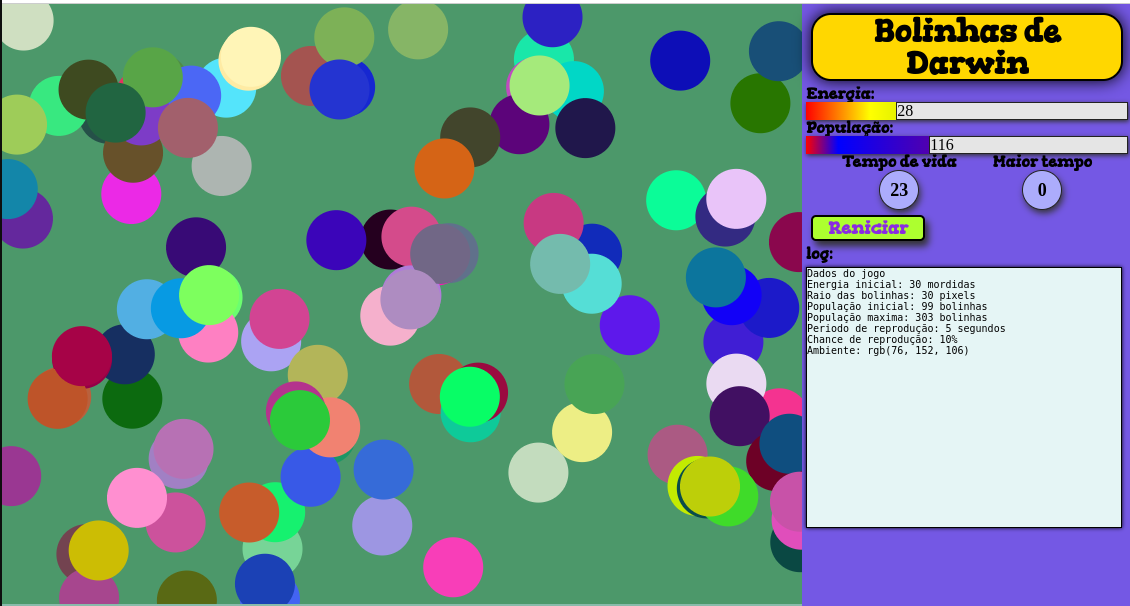 Bolinhas de
Darwin
Energia:
28
População:
116
Tempo de vida Maior tempo
23 0
Reniciar
log:
Dados do jogo
Energia inicial: 30 mordidas
Raio das bolinhas: 30 pixels
População inicial: 99 bolinhas
População maxima: 303 bolinhas
Periodo de reprodução: 5 segundos
Chance de reprodução: 10%
Ambiente: rgb(76, 152, 106)